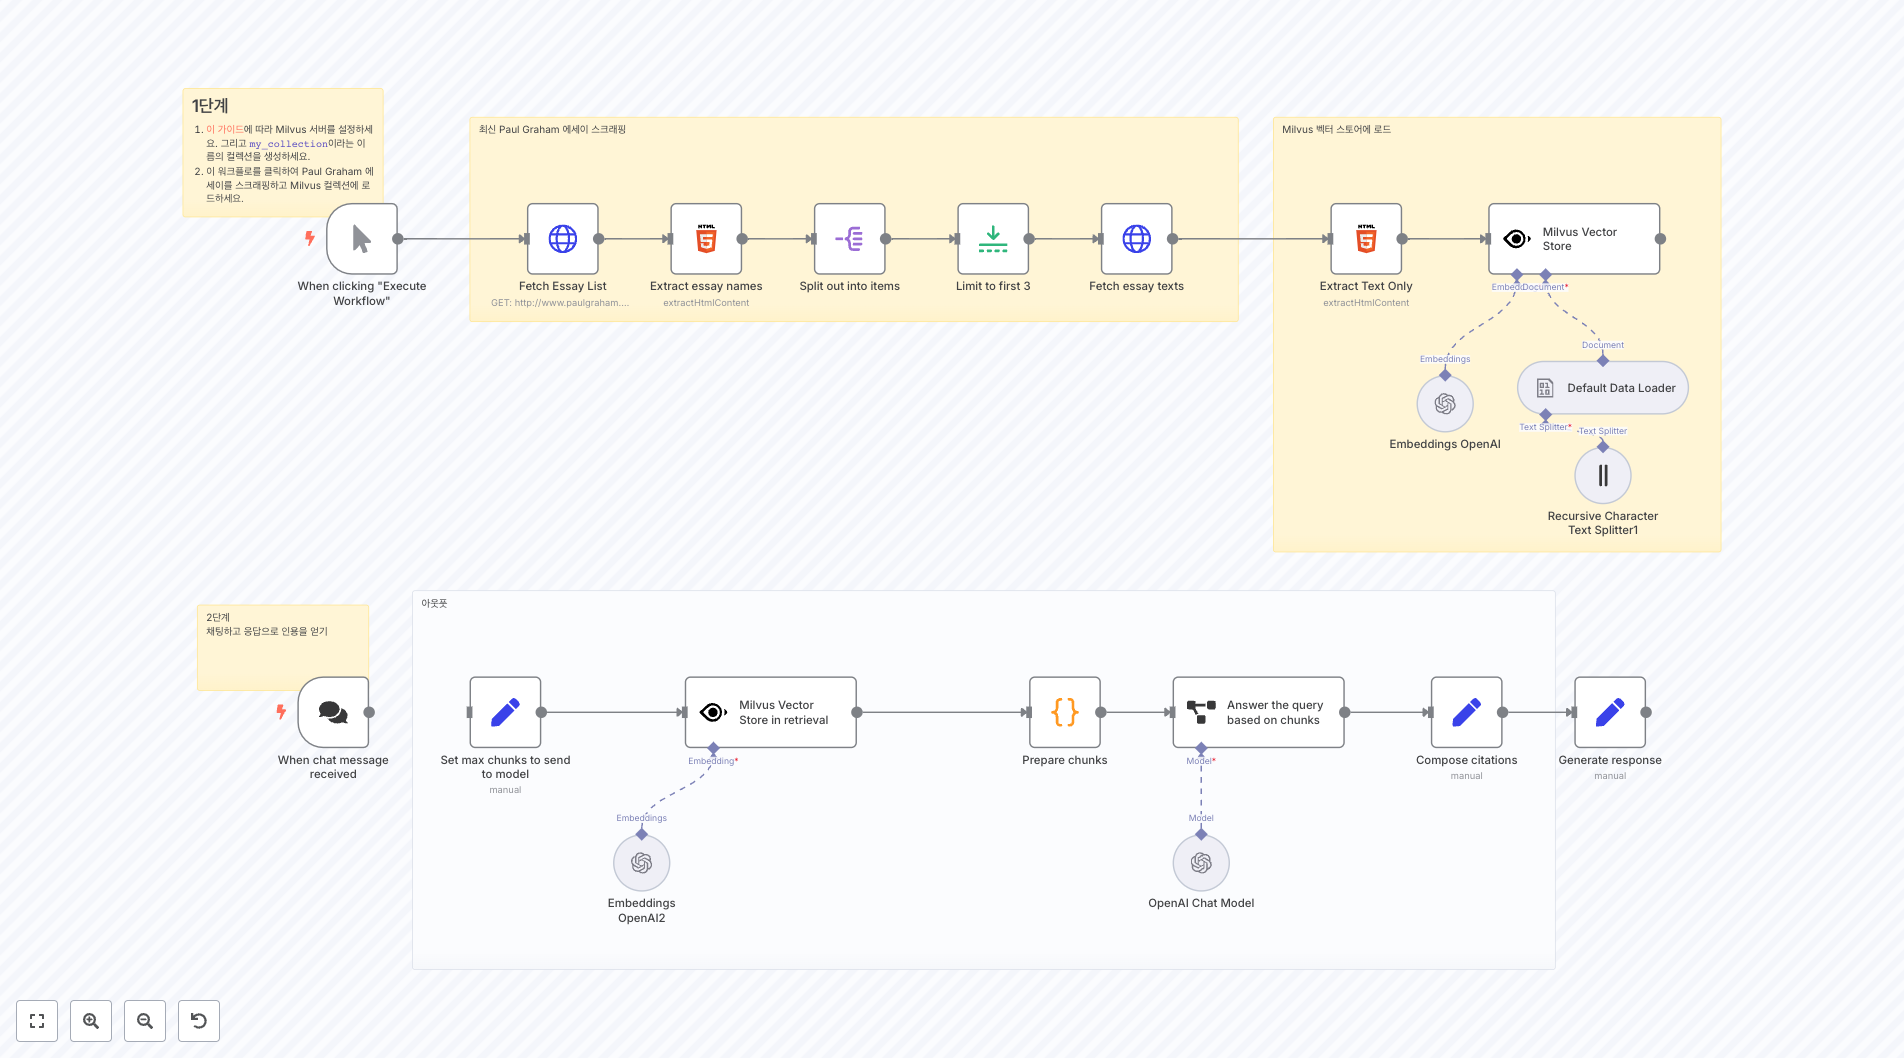 1단계
1. 이 가이드에 따라 Milvus 서버를 설정하세
요. 그리고 my_collection이라는 이
름의 컬렉션을 생성하세요.
2. 이 워크플로를 클릭하여 Paul Graham 에
세이를 스크래핑하고 Milvus 컬렉션에 로
드하세요.
When clicking "Execute
Workflow"
최신 Paul Graham 에세이 스크래핑
Fetch Essay List
GET: http://www.paulgraham....
Extract essay names
extractHtmlContent
Split out into items
Limit to first 3
Fetch essay texts
Milvus 벡터 스토어에 로드
Extract Text Only
extractHtmlContent
Milvus Vector
Store
Document*
Embeddings
Embeddings OpenAI
Document
Default Data Loader
Text Splitter*
Text Splitter
Recursive Character
Text Splitter1
2단계
채팅하고 응답으로 인용을 얻기
When chat message
received
아웃풋
Set max chunks to send
to model
manual
Milvus Vector
Store in retrieval
Embedding*
Embeddings
Embeddings
OpenAI2
Prepare chunks
Answer the query
based on chunks
Model*
Model
OpenAI Chat Model
Compose citations
manual
Generate response
manual